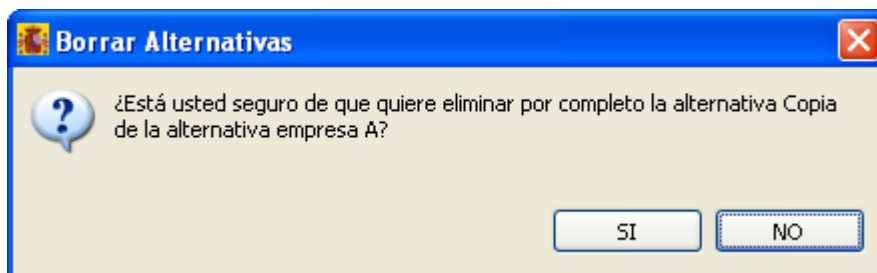 Borrar Alternativas
¿Está usted seguro de que quiere eliminar por completo la alternativa Copia
de la alternativa empresa A?
SI
NO